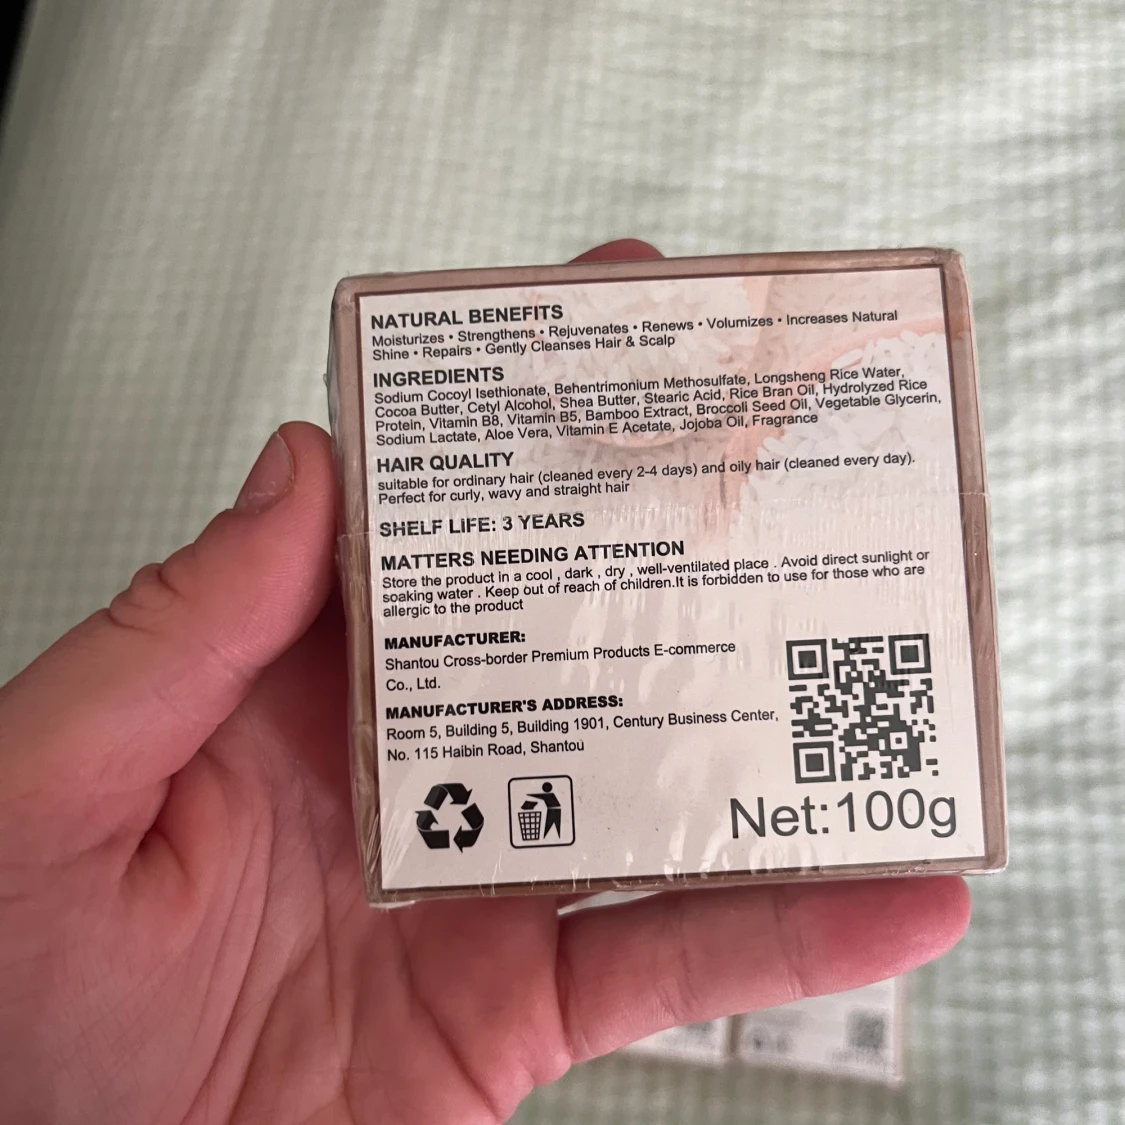 NATURAL BENEFITS
Moisturizes • Strengthens • Rejuvenates • Renews • Volumizes • Increases Natural
Shine • Repairs • Gently Cleanses Hair & Scalp
INGREDIENTS
Sodium Cocoyl Isethionate, Behentrimonium Methosulfate, Longsheng Rice Water,
Cocoa Butter, Cetyl Alcohol, Shea Butter, Stearic Acid, Rice Bran Oil, Hydrolyzed Rice
Protein, Vitamin B8, Vitamin B5, Bamboo Extract, Broccoli Seed Oil, Vegetable Glycerin,
Sodium Lactate, Aloe Vera, Vitamin E Acetate, Jojoba Oil, Fragrance
HAIR QUALITY
suitable for ordinary hair (cleaned every 2-4 days) and oily hair (cleaned every day).
Perfect for curly, wavy and straight hair
SHELF LIFE: 3 YEARS
MATTERS NEEDING ATTENTION
Store the product in a cool , dark , dry , well-ventilated place . Avoid direct sunlight or
soaking water . Keep out of reach of children.It is forbidden to use for those who are
allergic to the product
MANUFACTURER:
Shantou Cross-border Premium Products E-commerce
Co., Ltd.
MANUFACTURER'S ADDRESS:
Room 5, Building 5, Building 1901, Century Business Center,
No. 115 Haibin Road, Shantou
Net:100g